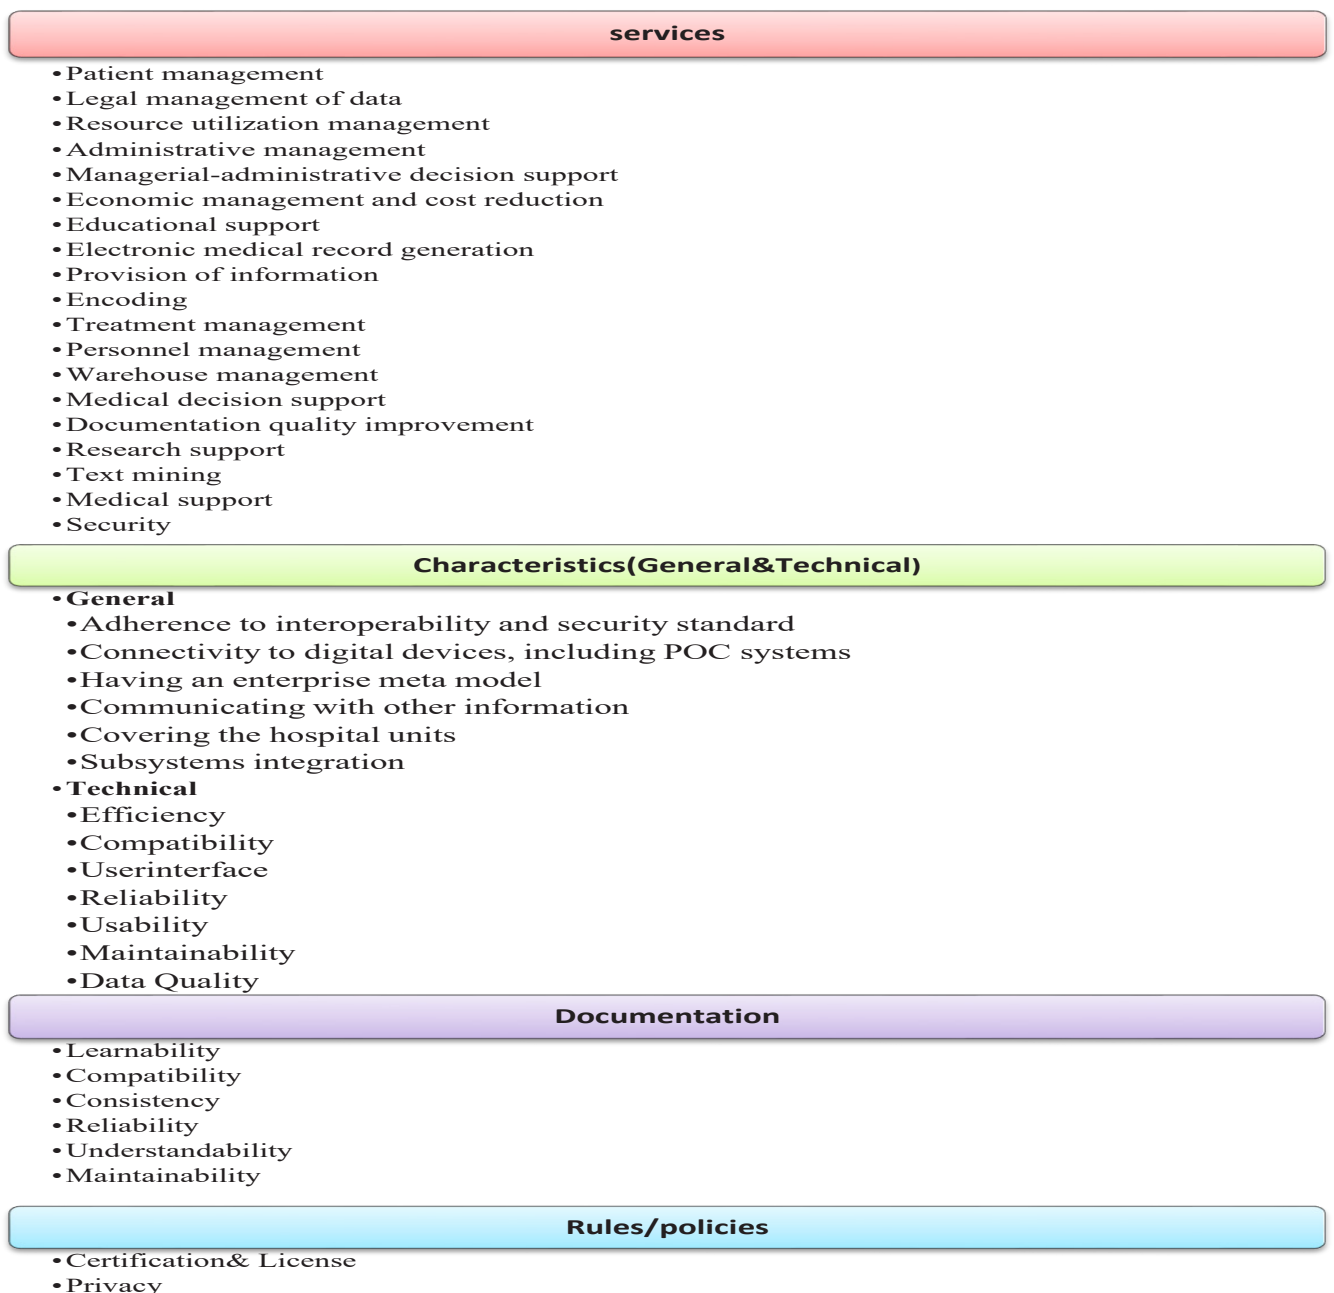 services
•Patient management
•Legal management of data
•Resource utilization management
•Administrative management
•Managerial-administrative decision support
•Economic management and cost reduction
•Educational support
•Electronic medical record generation
•Provision of information
•Encoding
•Treatment management
•Personnel management
•Warehouse management
•Medical decision support
•Documentation quality improvement
•Research support
•Text mining
•Medical support
•Security
Characteristics(General&Technical)
•General
•Adherence to interoperability and security standard
•Connectivity to digital devices, including POC systems
•Having an enterprise meta model
•Communicating with other information
•Covering the hospital units
•Subsystems integration
•Technical
•Efficiency
•Compatibility
•Userinterface
•Reliability
•Usability
•Maintainability
•Data Quality
Documentation
•Learnability
•Compatibility
•Consistency
•Reliability
•Understandability
•Maintainability
Rules/policies
•Certification& License
•Privacy